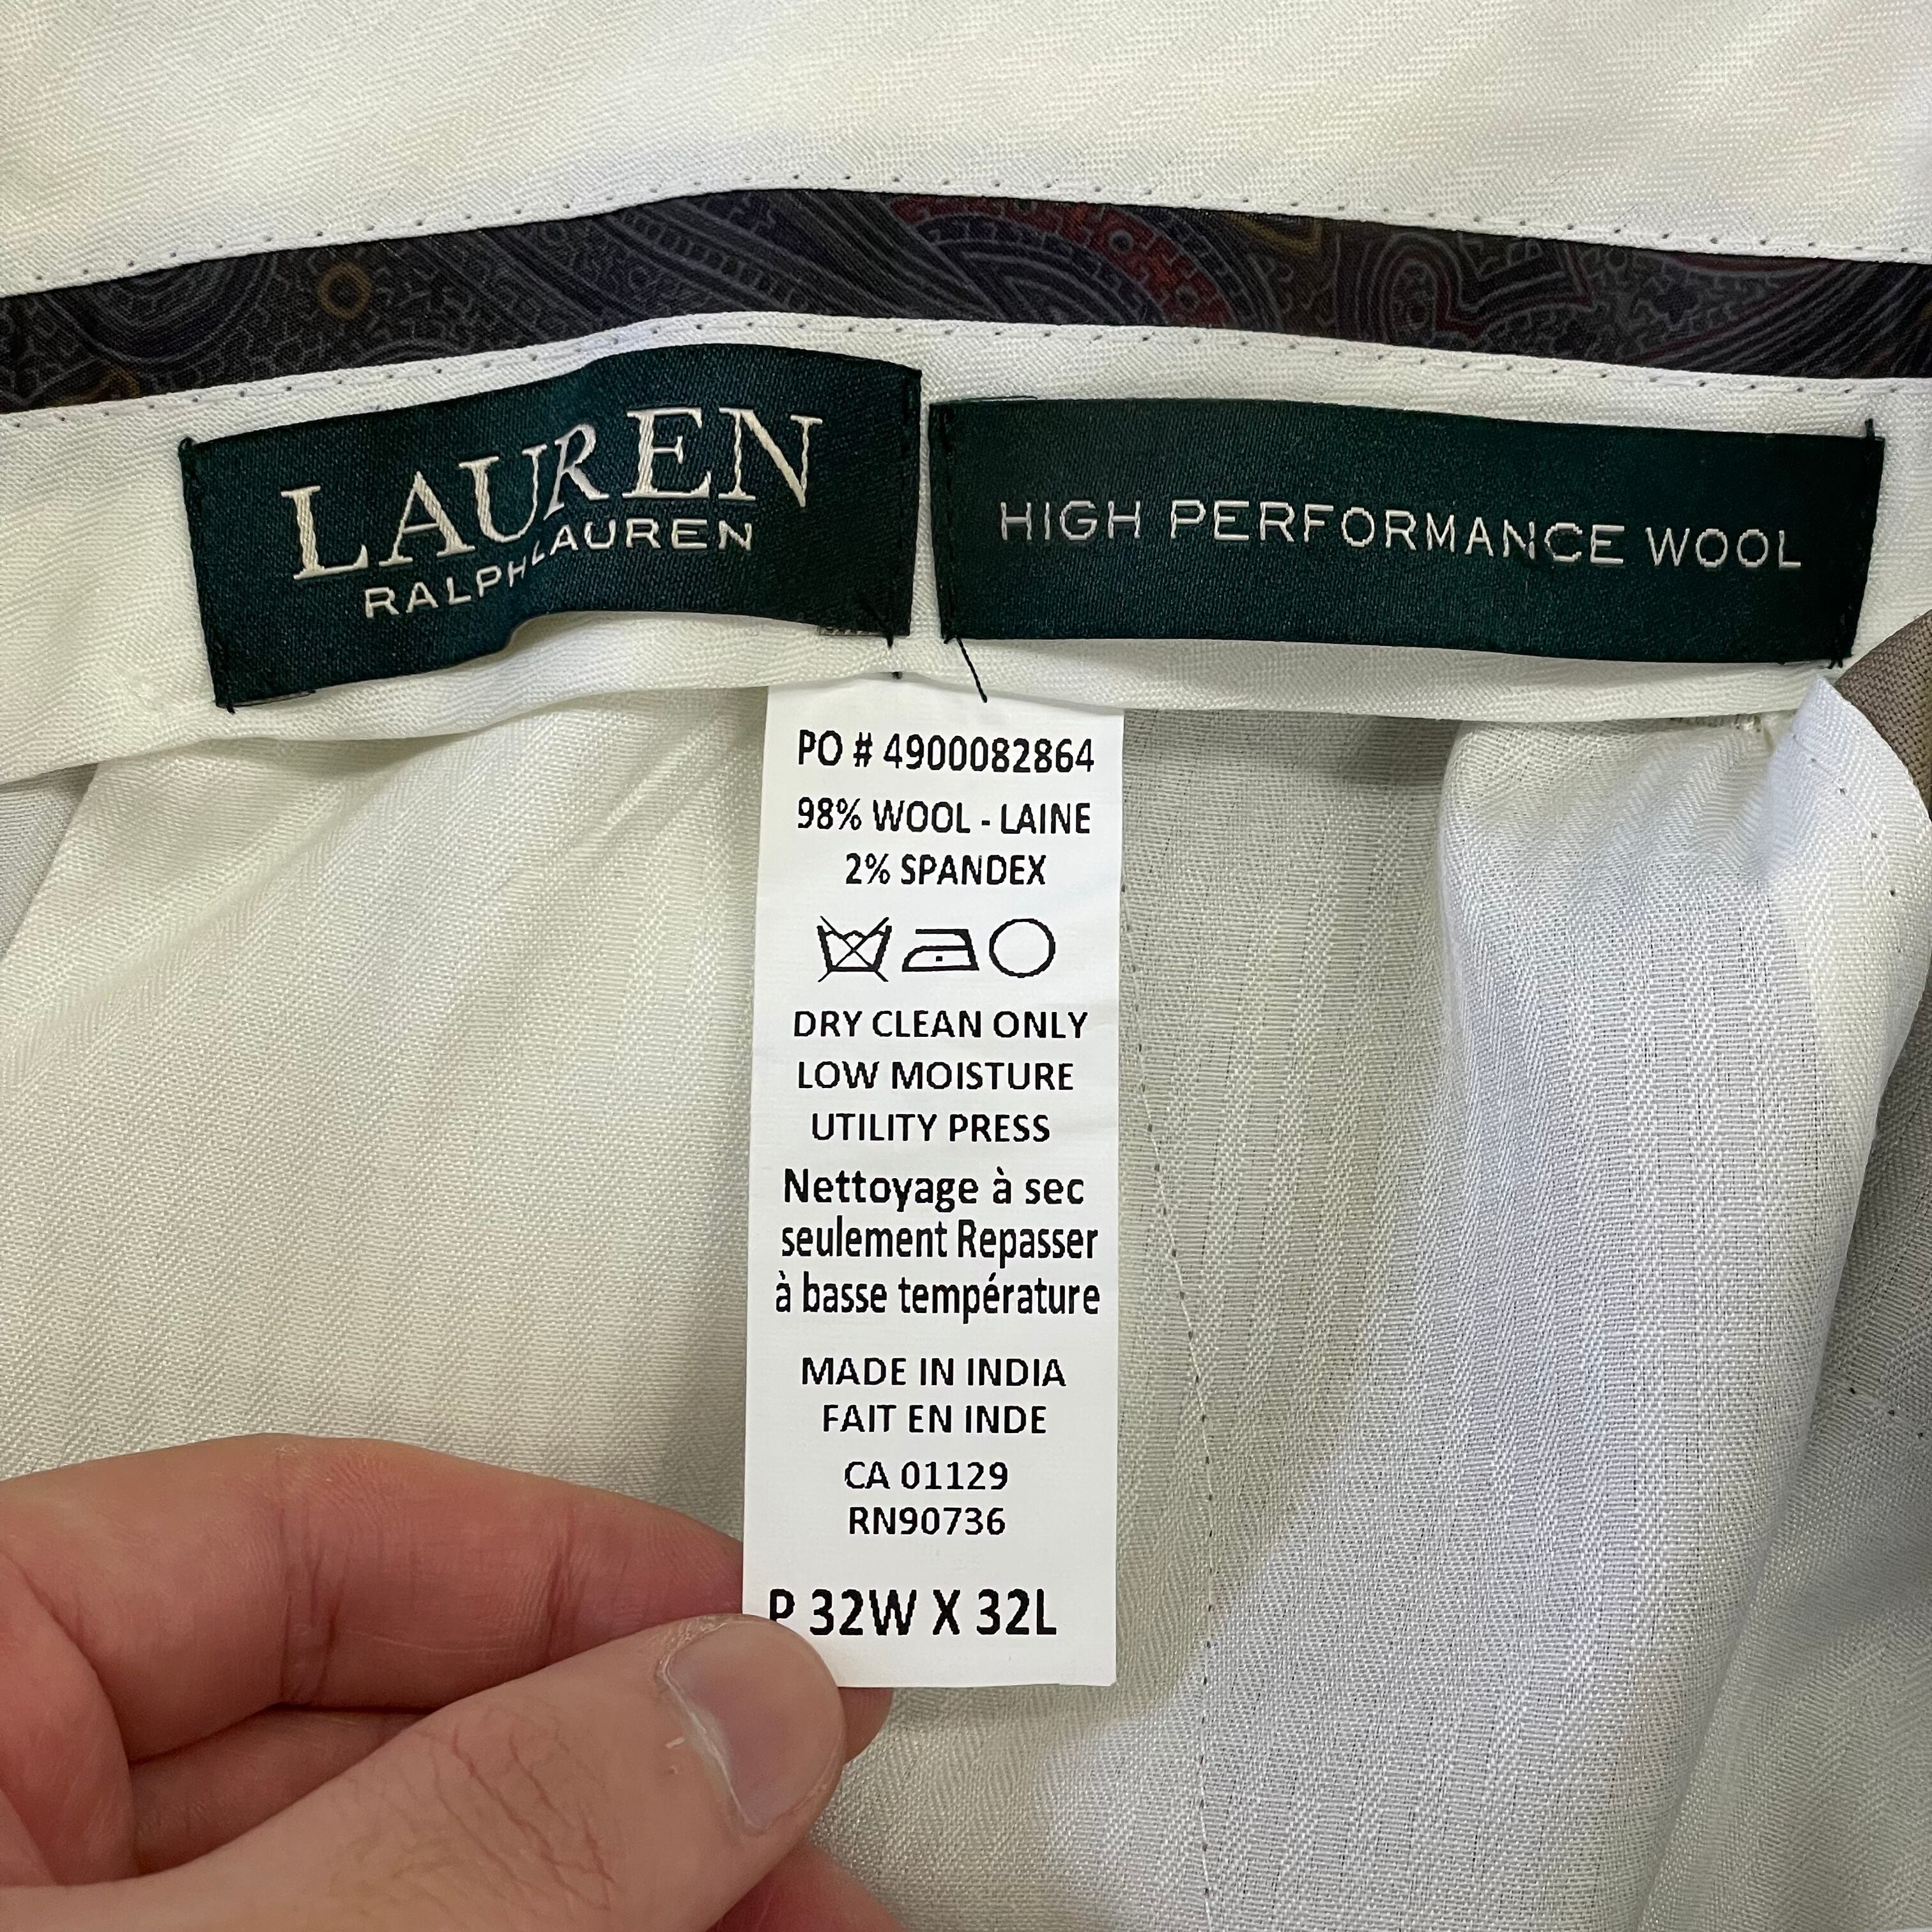 LAUREN
RALPH LAUREN
HIGH PERFORMANCE WOOL
PO # 4900082864
98% WOOL - LAINE
2% SPANDEX
DRY CLEAN ONLY
LOW MOISTURE
UTILITY PRESS
Nettoyage à sec
seulement Repasser
à basse température
MADE IN INDIA
FAIT EN INDE
CA 01129
RN90736
P 32W X 32L